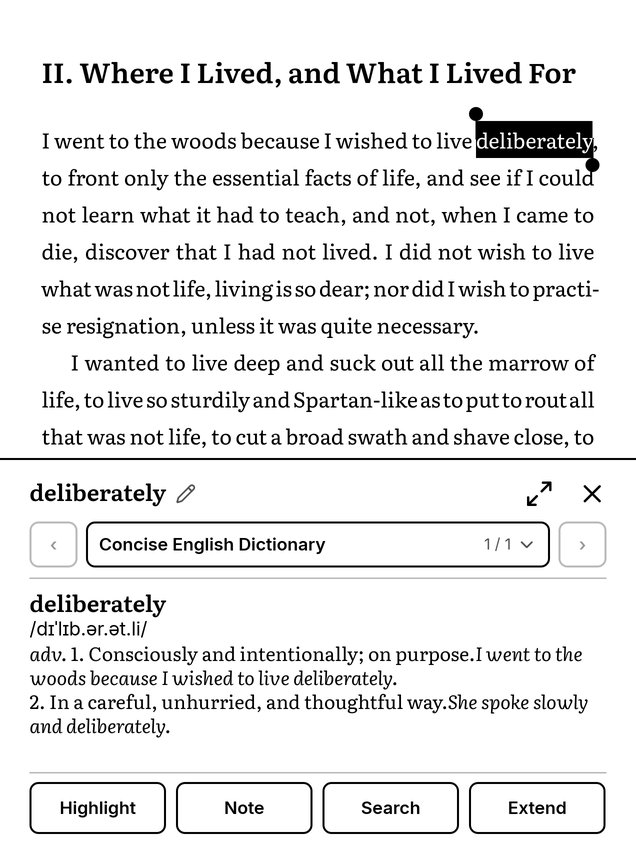 II. Where I Lived, and What I Lived For
I went to the woods because I wished to live deliberately,
to front only the essential facts of life, and see if I could
not learn what it had to teach, and not, when I came to
die, discover that I had not lived. I did not wish to live
what was not life, living is so dear; nor did I wish to practi-
se resignation, unless it was quite necessary.
I wanted to live deep and suck out all the marrow of
life, to live so sturdily and Spartan-like as to put to rout all
that was not life, to cut a broad swath and shave close, to
deliberately
‹
Concise English Dictionary
1 / 1
›
deliberately
/dɪˈlɪb.ər.ət.li/
adv. 1. Consciously and intentionally; on purpose.I went to the
woods because I wished to live deliberately.
2. In a careful, unhurried, and thoughtful way.She spoke slowly
and deliberately.
Highlight
Note
Search
Extend